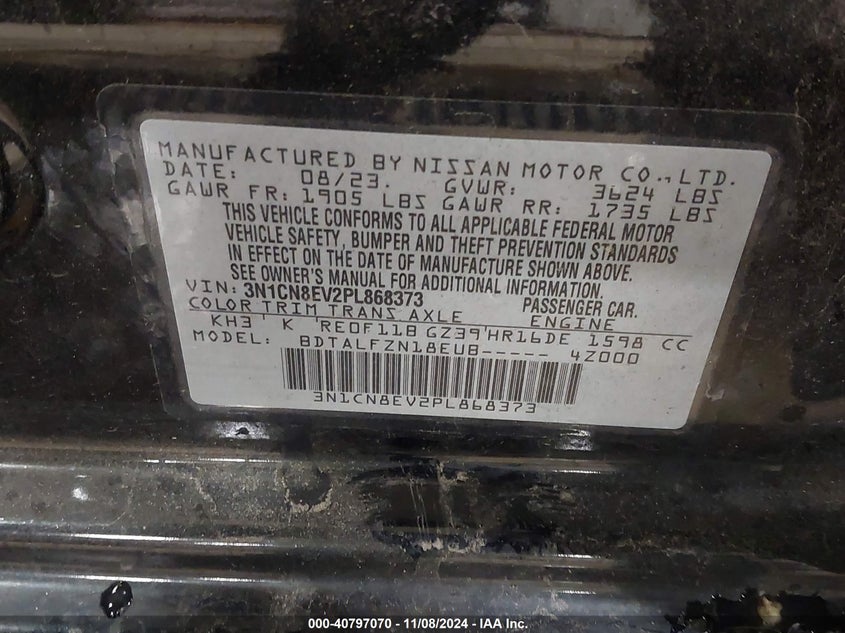 MANUFACTURED BY NISSAN MOTOR CO., LTD.
DATE: 08/23. GVWR: 3624 LBS
GAWR FR: 1905 LBS GAWR RR: 1735 LBS
THIS VEHICLE CONFORMS TO ALL APPLICABLE FEDERAL MOTOR
VEHICLE SAFETY, BUMPER AND THEFT PREVENTION STANDARDS
IN EFFECT ON THE DATE OF MANUFACTURE SHOWN ABOVE.
SEE OWNER'S MANUAL FOR ADDITIONAL INFORMATION.
VIN: 3N1CN8EV2PL868373 PASSENGER CAR.
COLOR TRIM TRANS AXLE ENGINE
KH3 K RE0F11B GZ39 HR16DE 1598 CC
MODEL: BDTALFZN18EUB----- 4Z000
3N1CN8EV2PL868373
000-40797070 | 11/08/2024 - IAA Inc.